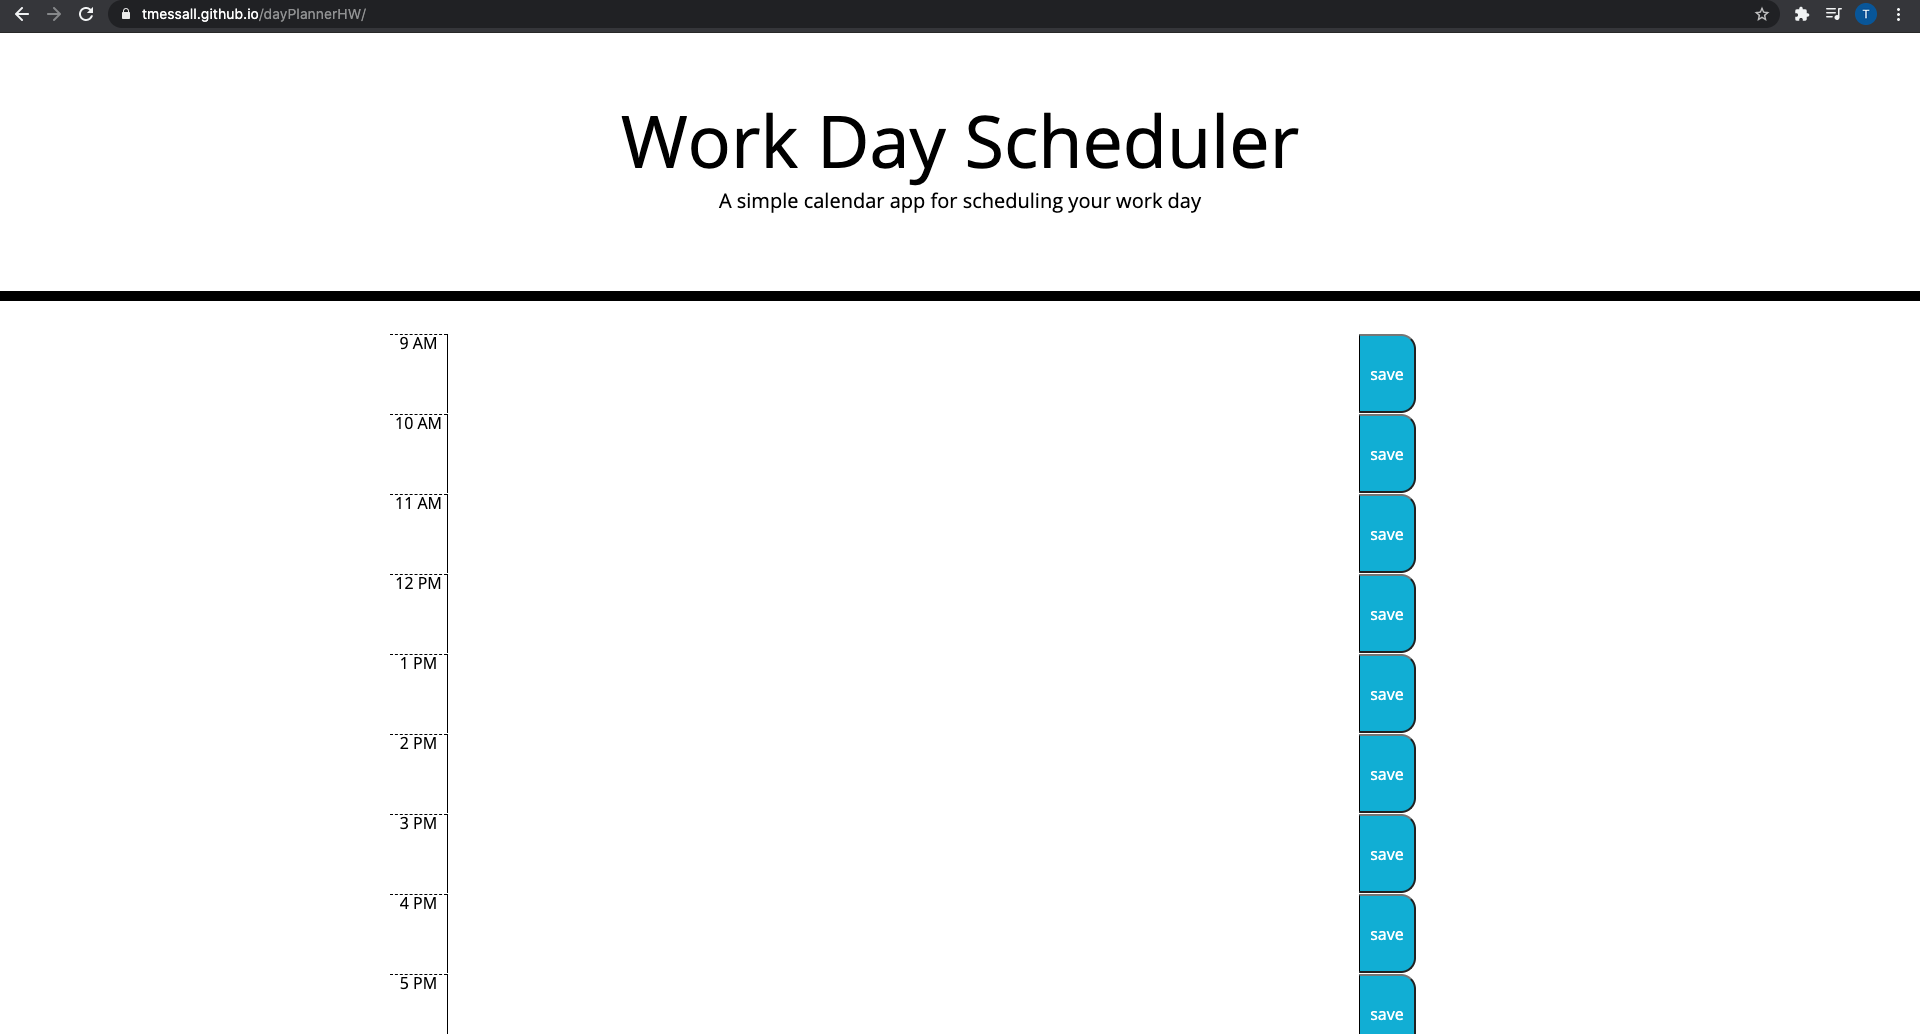 tmessall.github.io/dayPlannerHW/
T
Work Day Scheduler
A simple calendar app for scheduling your work day
9 AM
save
10 AM
save
11 AM
save
12 PM
save
1 PM
save
2 PM
save
3 PM
save
4 PM
save
5 PM
save